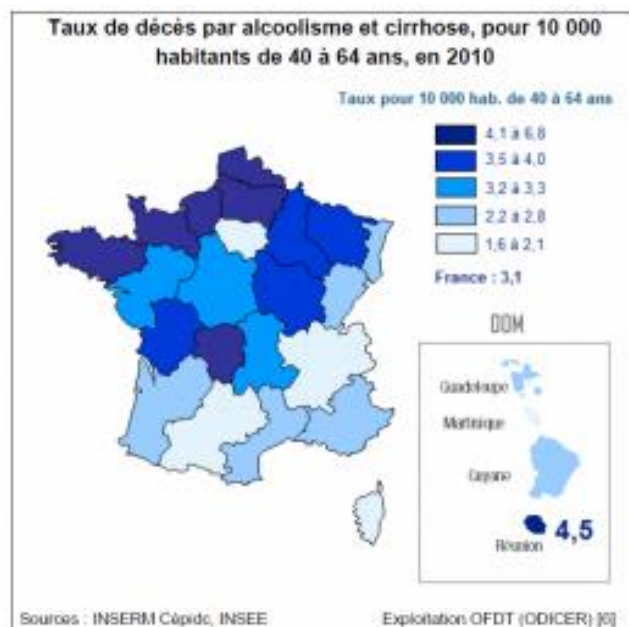 Taux de décès par alcoolisme et cirrhose, pour 10 000
habitants de 40 à 64 ans, en 2010
Taux pour 10 000 hab. de 40 à 64 ans
4,1 à 6,8
3,5 à 4,0
3,2 à 3,3
2,2 à 2,8
1,6 à 2,1
France : 3,1
DOM
Guadeloupe
Martinique
Guyane
4,5
Réunion
Sources : INSERM Cépidc, INSEE
Exploitation OFDT (ODICER) [6]